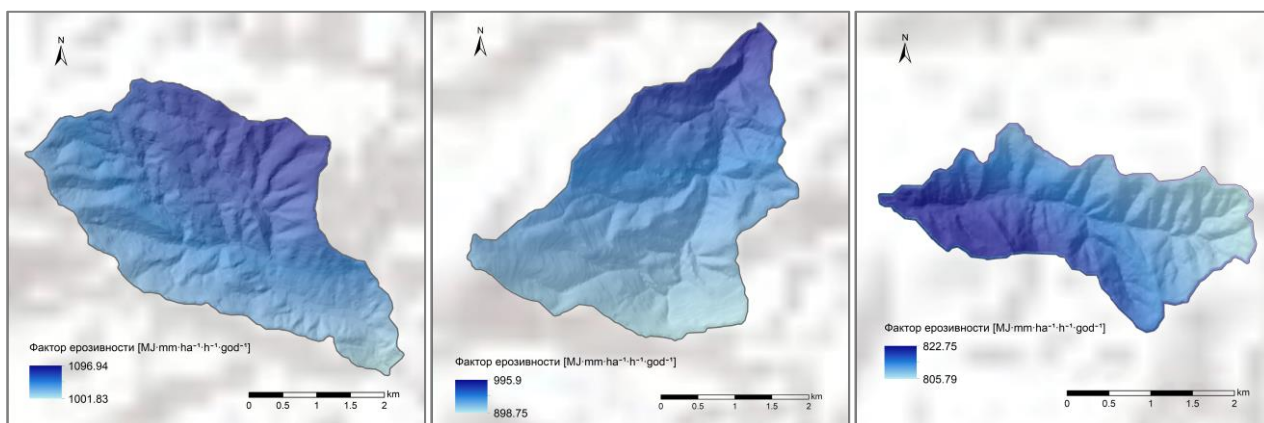 N
Фактор ерозивности [MJ·mm·ha⁻¹·h⁻¹·god⁻¹]
1096.94
1001.83
km
0 0.5 1 1.5 2
N
Фактор ерозивности [MJ·mm·ha⁻¹·h⁻¹·god⁻¹]
995.9
898.75
km
0 0.5 1 1.5 2
N
Фактор ерозивности [MJ·mm·ha⁻¹·h⁻¹·god⁻¹]
822.75
805.79
km
0 0.5 1 1.5 2